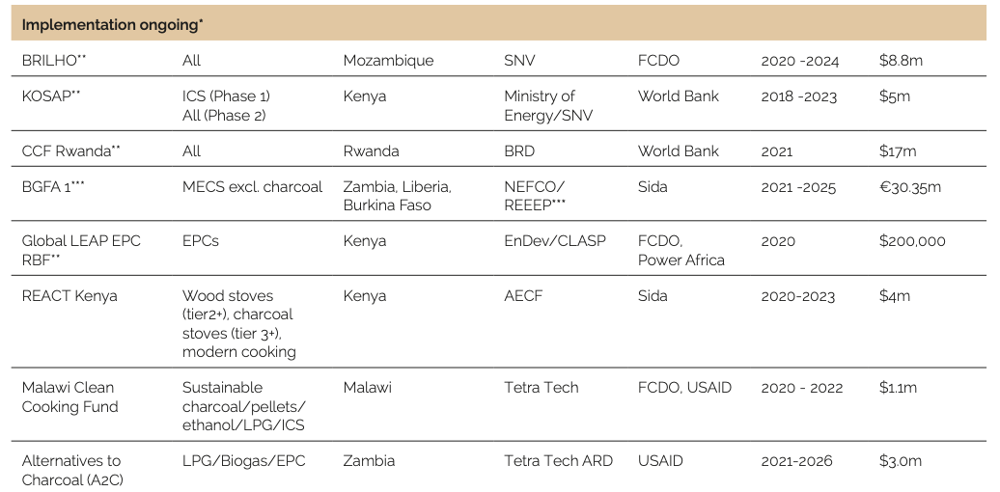 Implementation ongoing*
BRILHO** All Mozambique SNV FCDO 2020 -2024 $8.8m
KOSAP** ICS (Phase 1) Kenya Ministry of World Bank 2018 -2023 $5m
All (Phase 2) Energy/SNV
CCF Rwanda** All Rwanda BRD World Bank 2021 $17m
BGFA 1*** MECS excl. charcoal Zambia, Liberia, NEFCO/ Sida 2021 -2025 €30.35m
Burkina Faso REEEP***
Global LEAP EPC EPCs Kenya EnDev/CLASP FCDO, 2020 $200,000
RBF** Power Africa
REACT Kenya Wood stoves Kenya AECF Sida 2020-2023 $4m
(tier2+), charcoal
stoves (tier 3+),
modern cooking
Malawi Clean Sustainable Malawi Tetra Tech FCDO, USAID 2020 - 2022 $1.1m
Cooking Fund charcoal/pellets/
ethanol/LPG/ICS
Alternatives to LPG/Biogas/EPC Zambia Tetra Tech ARD USAID 2021-2026 $3.0m
Charcoal (A2C)